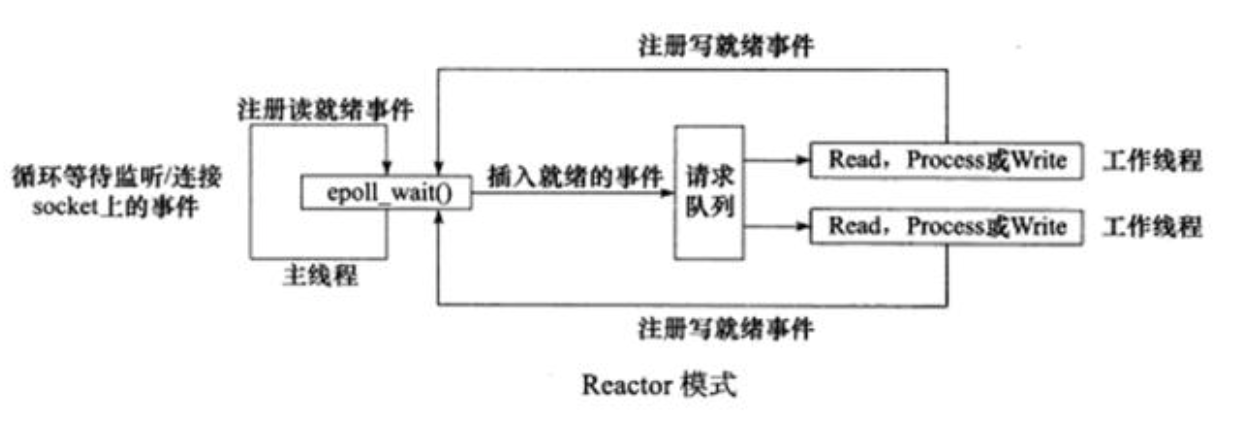 注册写就绪事件
注册读就绪事件
循环等待监听/连接
socket上的事件
epoll_wait()
插入就绪的事件
请求
队列
Read，Process或Write
工作线程
Read，Process或Write
工作线程
主线程
注册写就绪事件
Reactor 模式